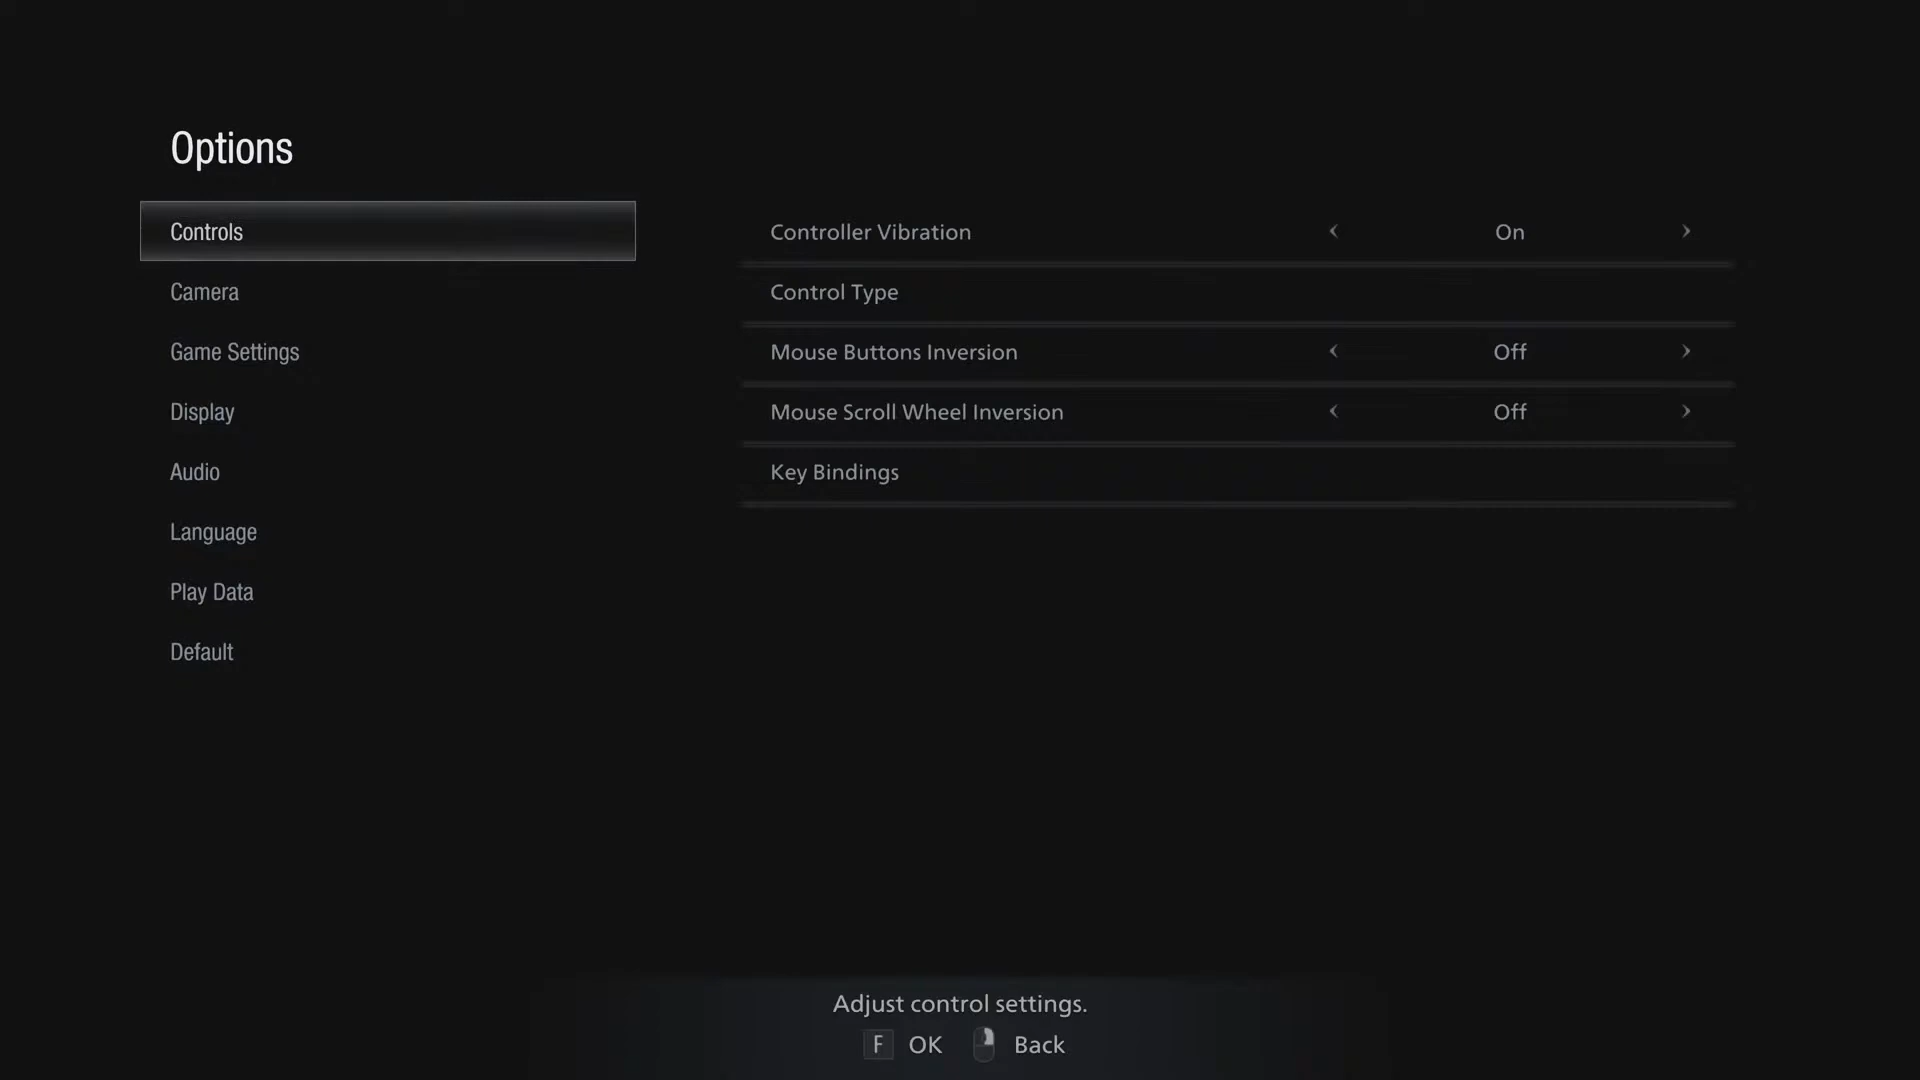 Options
Controls
Camera
Game Settings
Display
Audio
Language
Play Data
Default
Controller Vibration On
Control Type
Mouse Buttons Inversion Off
Mouse Scroll Wheel Inversion Off
Key Bindings
Adjust control settings.
F OK Back